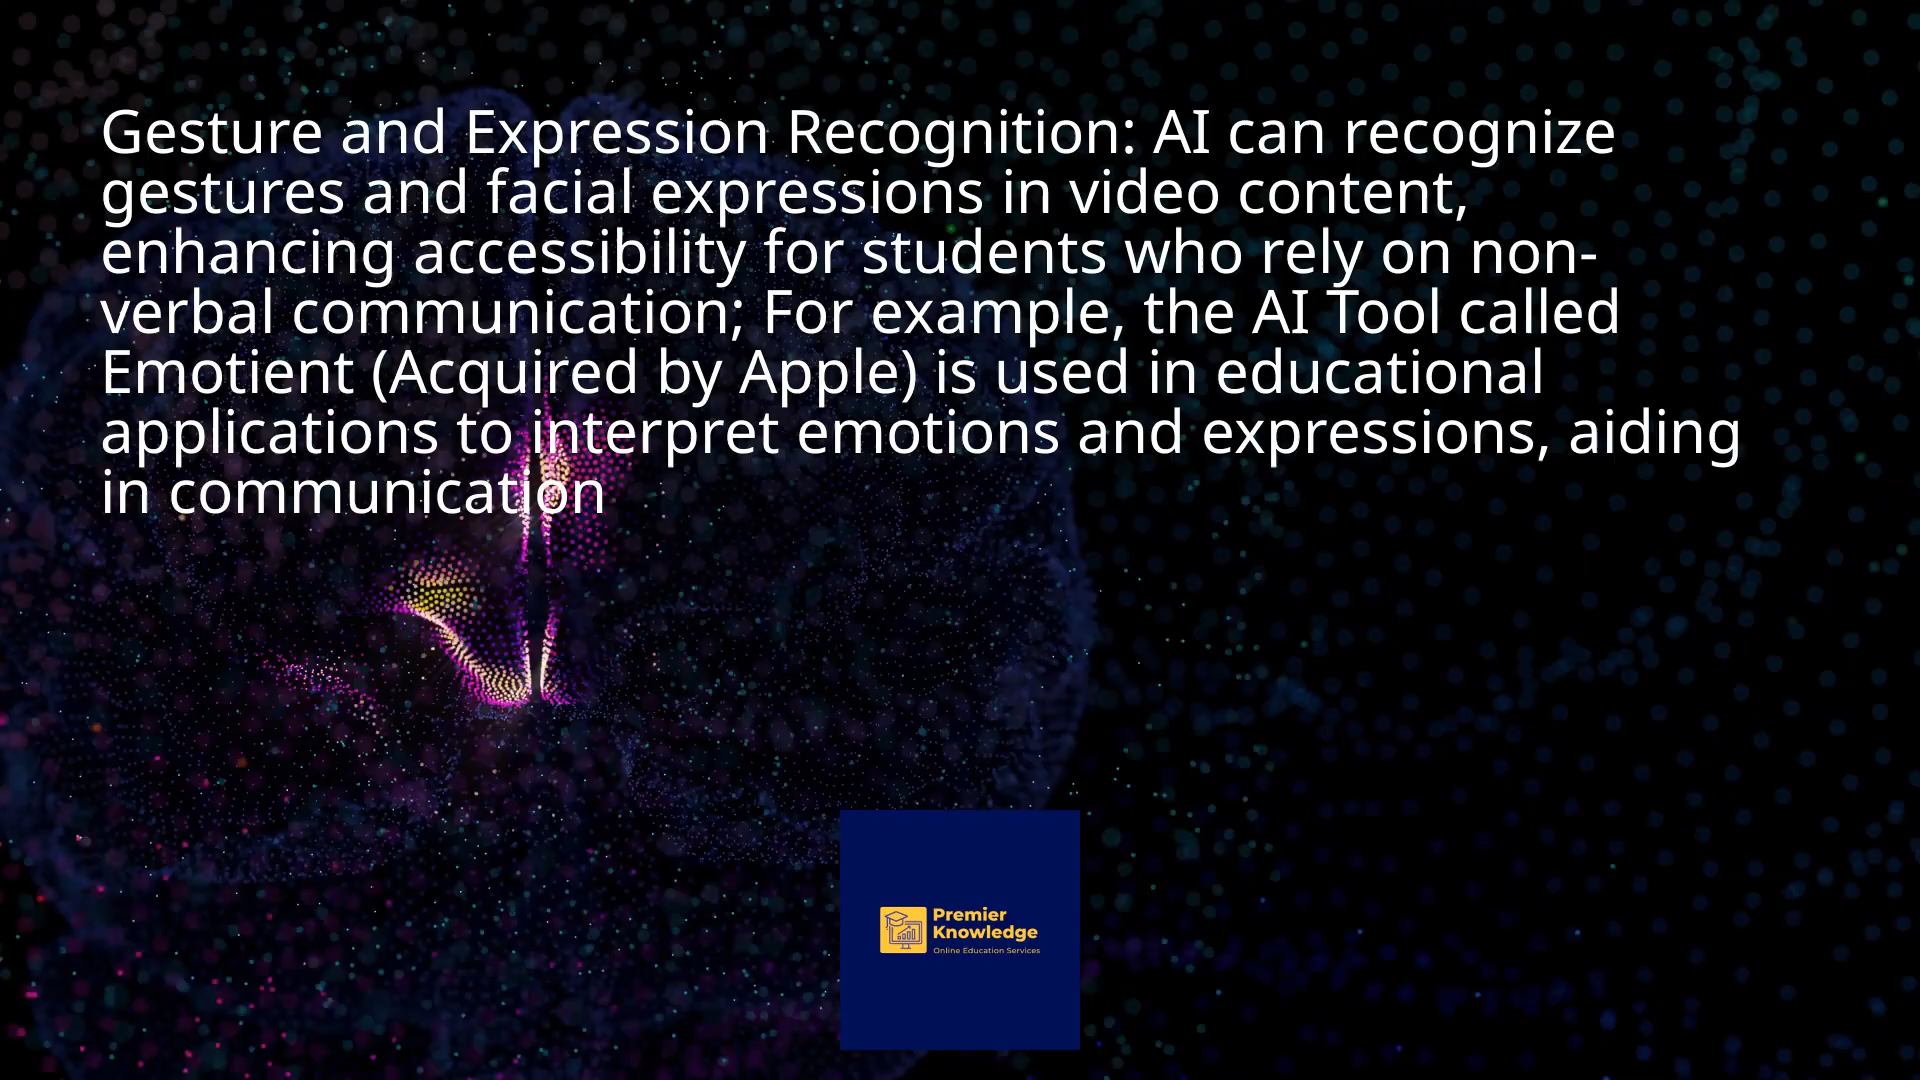 Gesture and Expression Recognition: AI can recognize
gestures and facial expressions in video content,
enhancing accessibility for students who rely on non-
verbal communication; For example, the AI Tool called
Emotient (Acquired by Apple) is used in educational
applications to interpret emotions and expressions, aiding
in communication
Premier
Knowledge
Online Education Services